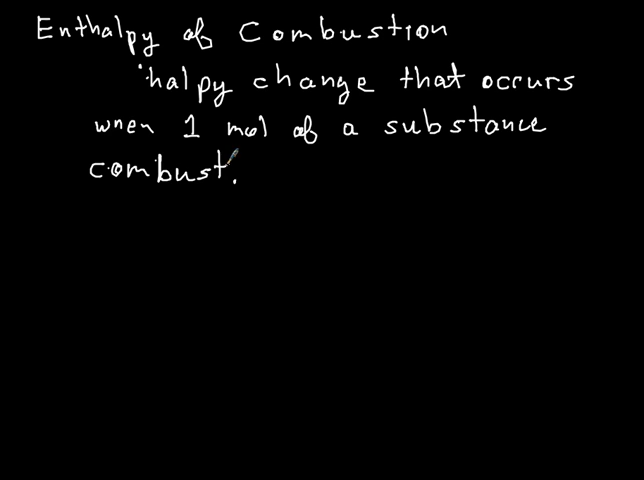 Enthalpy of Combustion
halpy change that occurs
when 1 mol of a substance
combust.